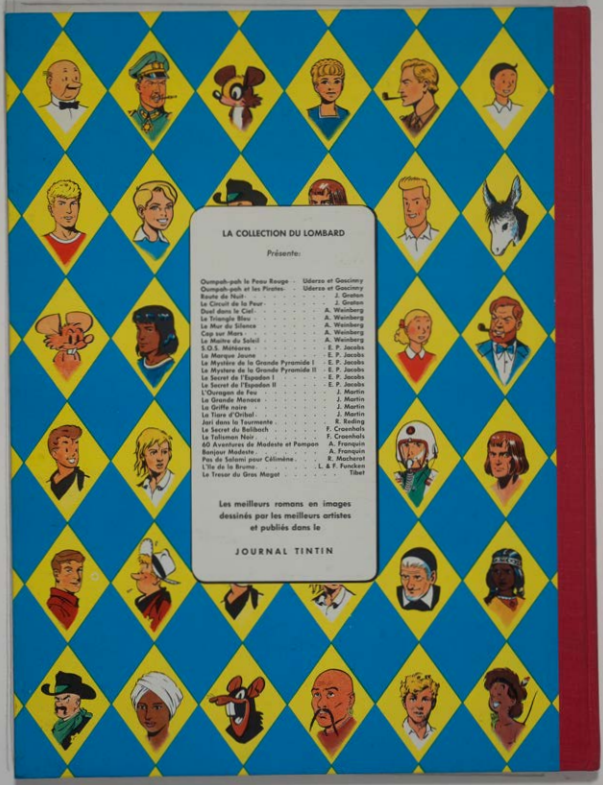 LA COLLECTION DU LOMBARD
Présente:
Oumpah-pah le Peau Rouge - Uderzo et Goscinny
Oumpah-pah et les Pirates - Uderzo et Goscinny
Route de Nuit J. Graton
Le Circuit de la Peur J. Graton
Duel dans le Ciel A. Weinberg
Le Triangle Bleu A. Weinberg
Le Mur du Silence A. Weinberg
Cap sur Mars A. Weinberg
Le Maitre du Soleil A. Weinberg
S.O.S. Météores E. P. Jacobs
La Marque Jaune E. P. Jacobs
Le Mystère de la Grande Pyramide I E. P. Jacobs
Le Mystere de la Grande Pyramide II E. P. Jacobs
Le Secret de l'Espadon I E. P. Jacobs
Le Secret de l'Espadon II E. P. Jacobs
L'Ouragan de Feu J. Martin
La Grande Menace J. Martin
La Griffe noire J. Martin
La Tiare d'Oribal J. Martin
Jari dans la Tourmente R. Reding
Le Secret du Balibach F. Craenhals
Le Talisman Noir F. Craenhals
60 Aventures de Modeste et Pompon A. Franquin
Bonjour Modeste A. Franquin
Pas de Salami pour Célimène R. Macherot
L'Ile de la Brume L. & F. Funcken
Le Tresor du Gros Magot Tibet
Les meilleurs romans en images
dessinés par les meilleurs artistes
et publiés dans le
JOURNAL TINTIN